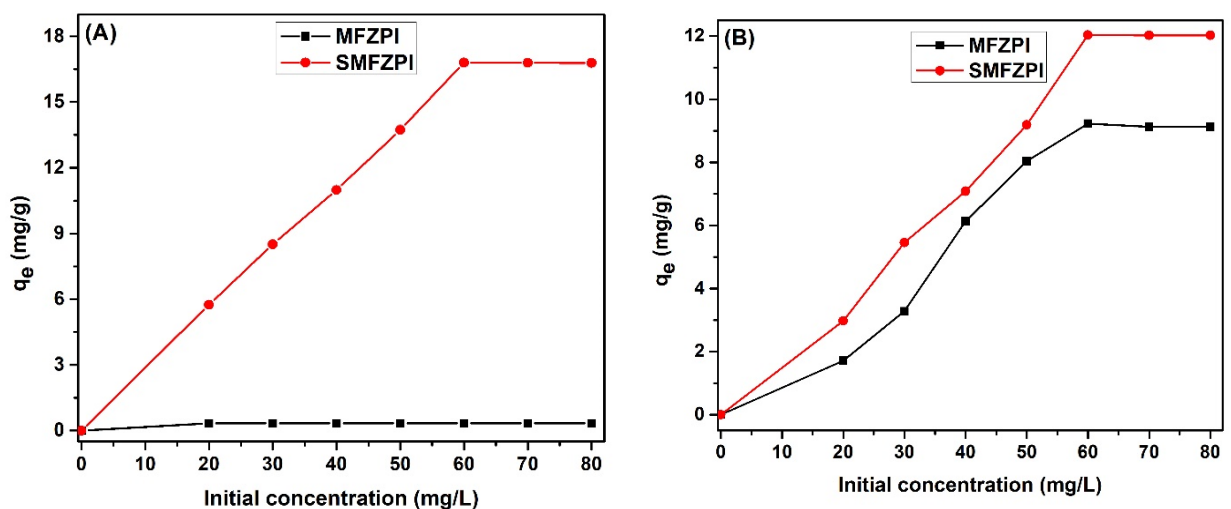 (A)
MFZPI
SMFZPI
18
15
12
9
6
3
0
qe (mg/g)
0 10 20 30 40 50 60 70 80
Initial concentration (mg/L)
(B)
MFZPI
SMFZPI
12
10
8
6
4
2
0
qe (mg/g)
0 10 20 30 40 50 60 70 80
Initial concentration (mg/L)